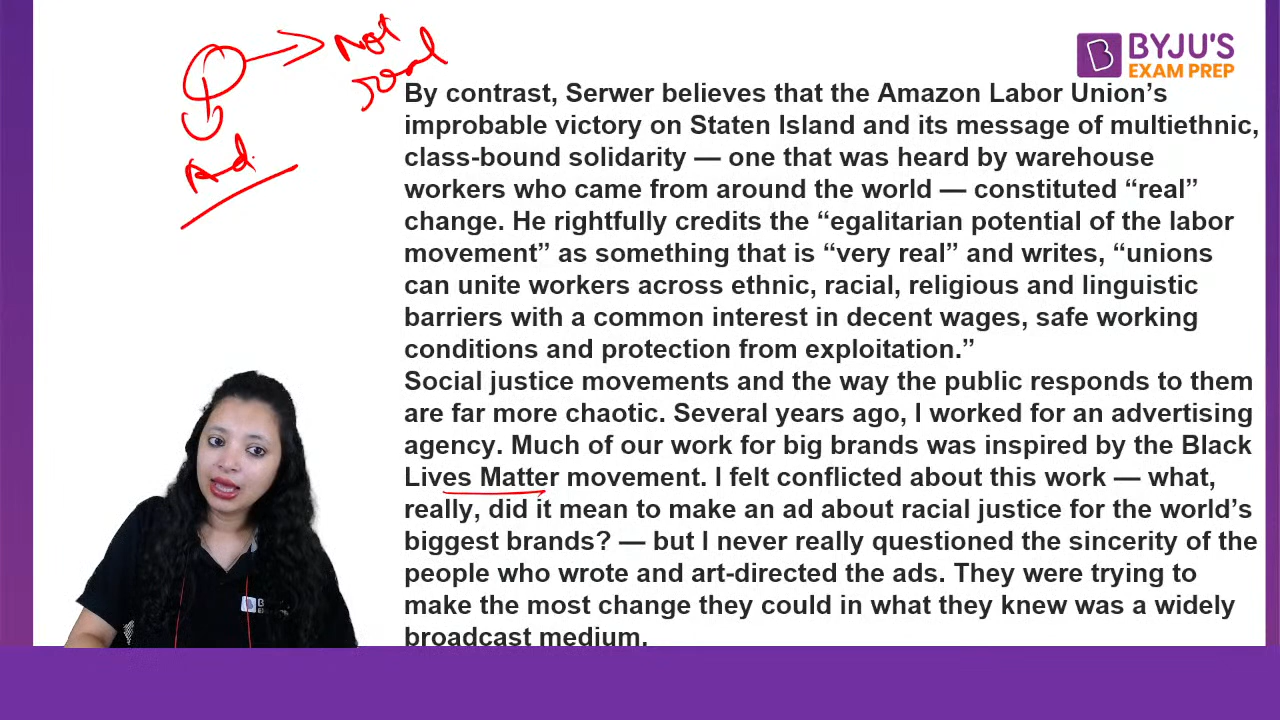 Not
real
Ad.
BYJU'S
EXAM PREP
By contrast, Serwer believes that the Amazon Labor Union's
improbable victory on Staten Island and its message of multiethnic,
class-bound solidarity — one that was heard by warehouse
workers who came from around the world — constituted “real”
change. He rightfully credits the “egalitarian potential of the labor
movement” as something that is “very real” and writes, “unions
can unite workers across ethnic, racial, religious and linguistic
barriers with a common interest in decent wages, safe working
conditions and protection from exploitation.”
Social justice movements and the way the public responds to them
are far more chaotic. Several years ago, I worked for an advertising
agency. Much of our work for big brands was inspired by the Black
Lives Matter movement. I felt conflicted about this work — what,
really, did it mean to make an ad about racial justice for the world's
biggest brands? — but I never really questioned the sincerity of the
people who wrote and art-directed the ads. They were trying to
make the most change they could in what they knew was a widely
broadcast medium.